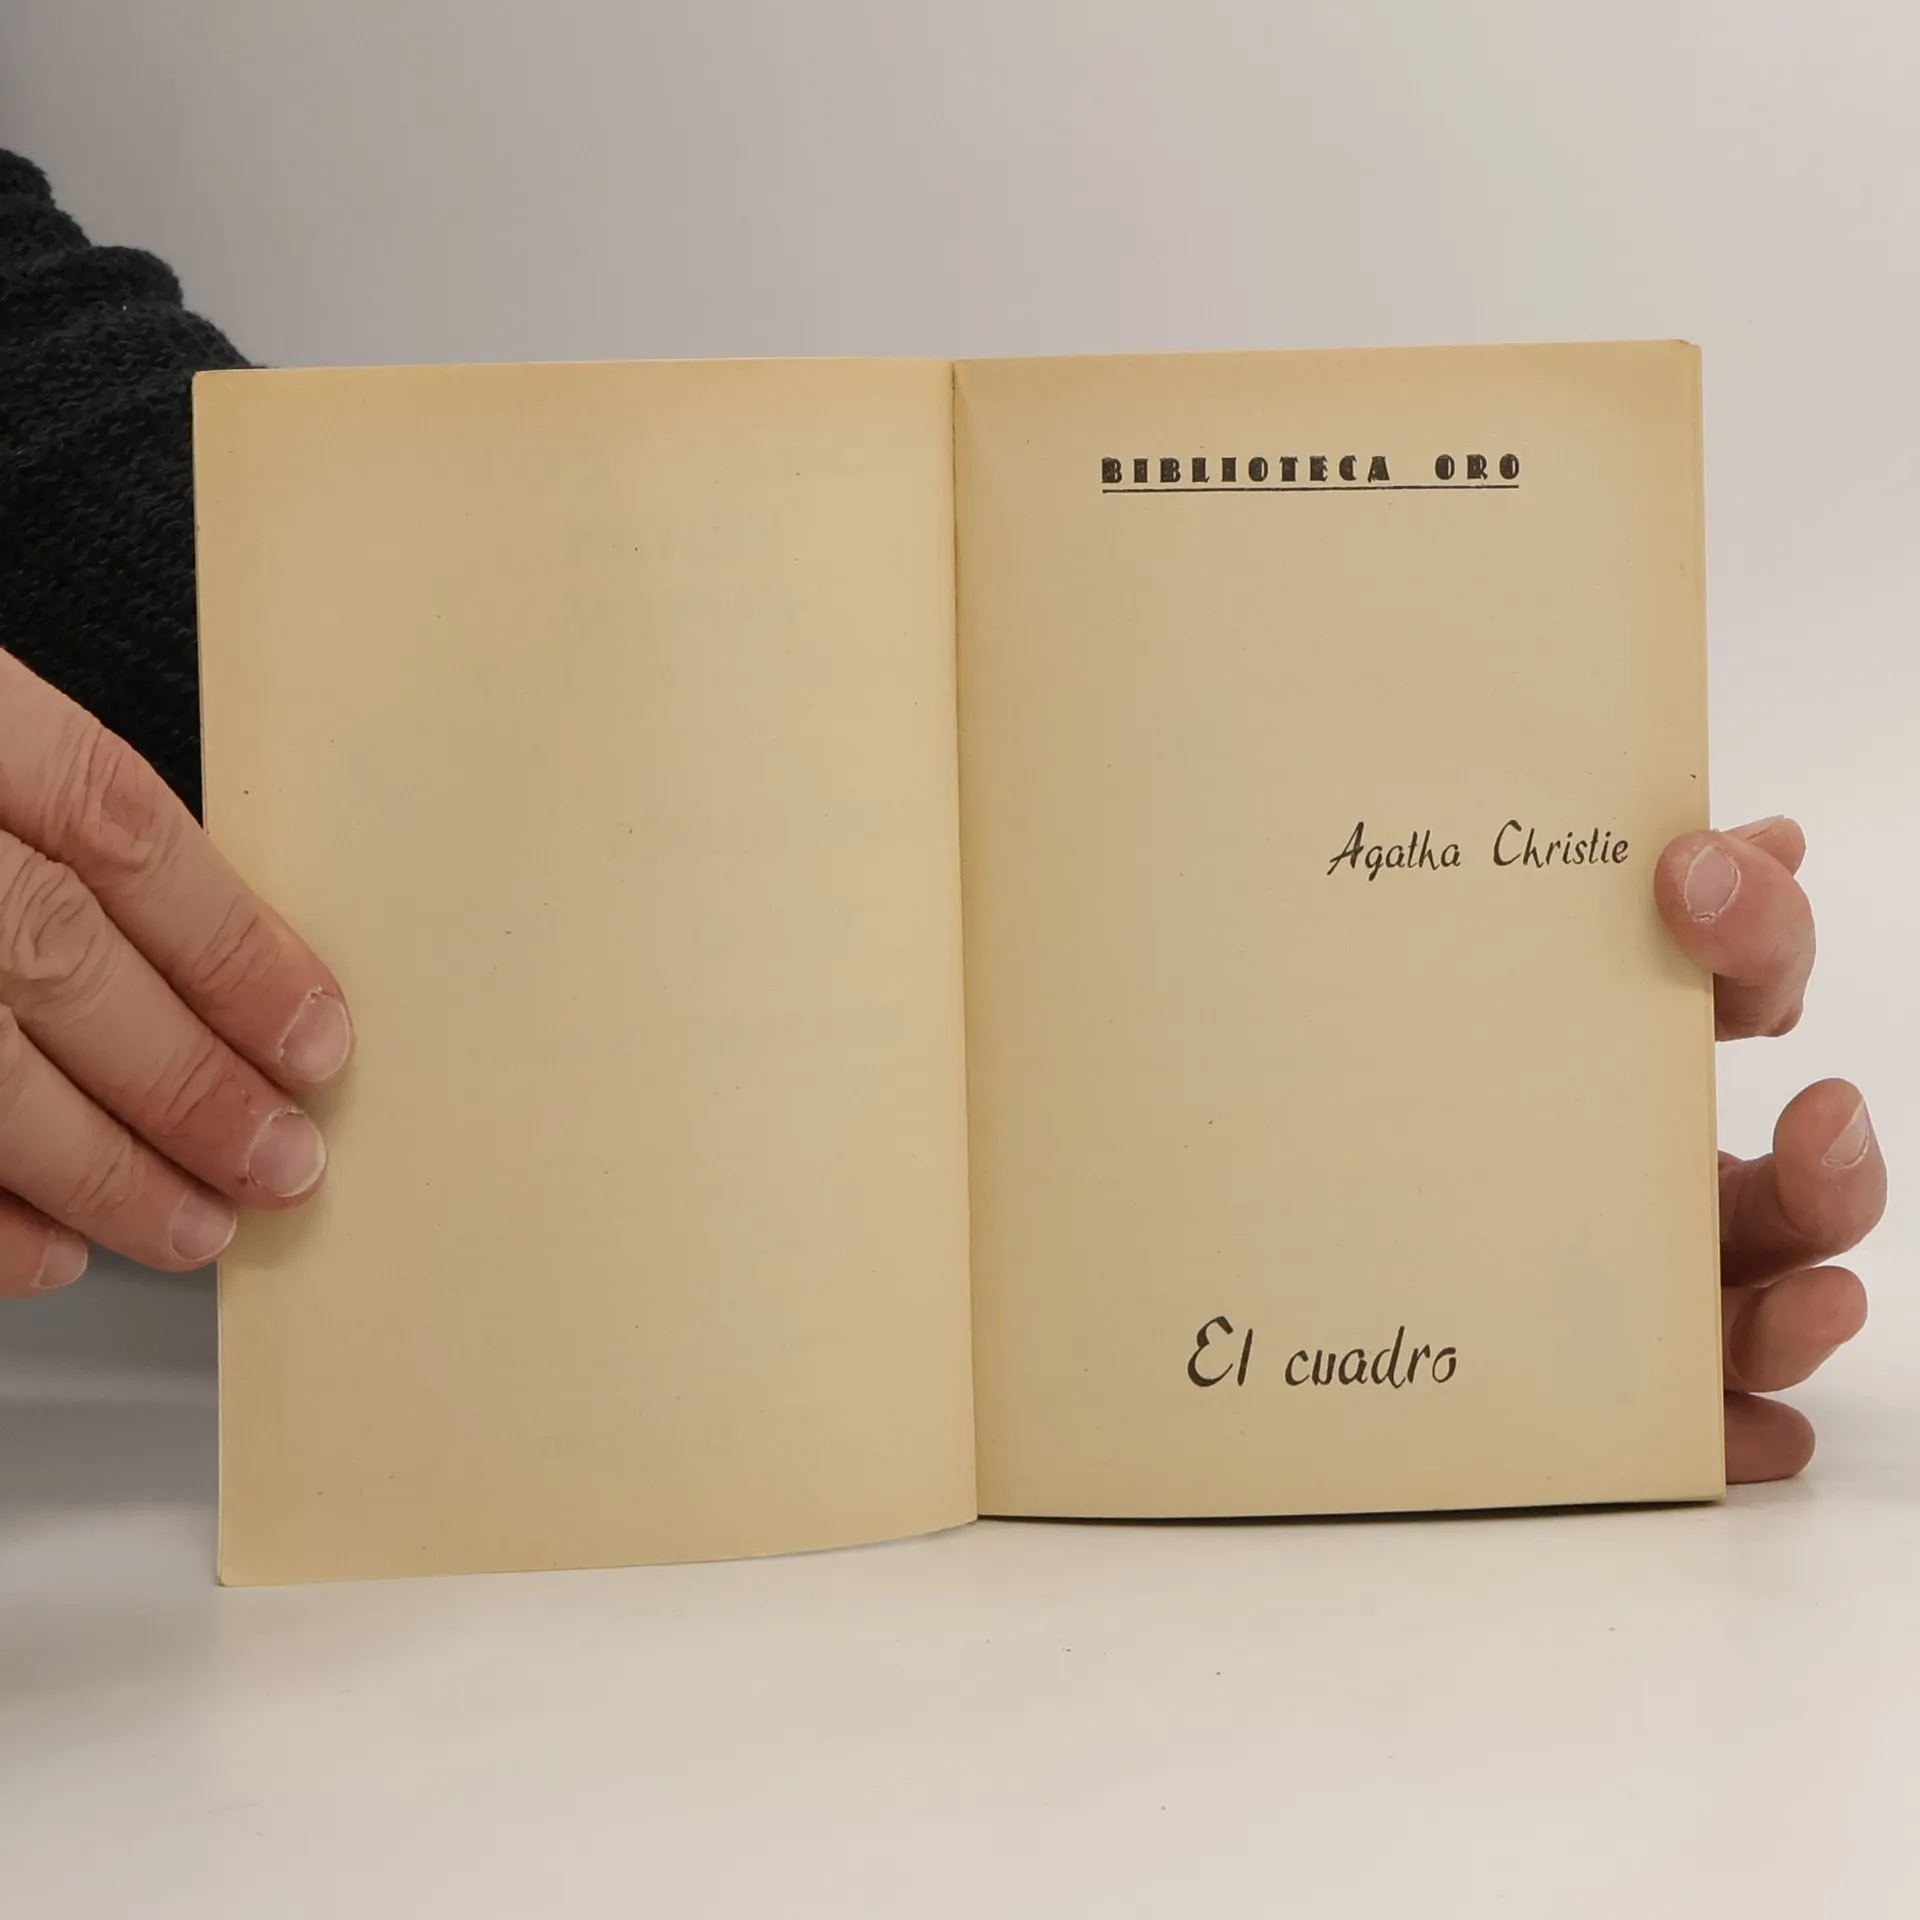 BIBLIOTECA ORO
Agatha Christie
El cuadro